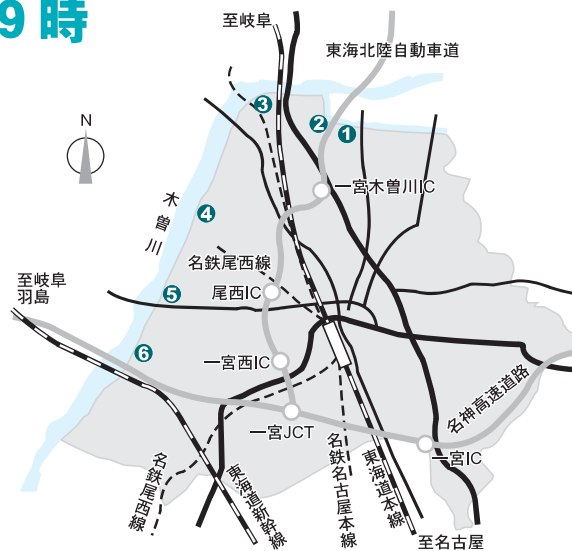 9時
至岐阜
東海北陸自動車道
N
③
②
①
一宮木曽川IC
木曽川
④
名鉄尾西線
至岐阜
羽島
尾西IC
⑤
⑥
一宮西IC
名神高速道路
一宮JCT
一宮IC
名鉄尾西線
東海道新幹線
名鉄名古屋本線
東海道本線
至名古屋